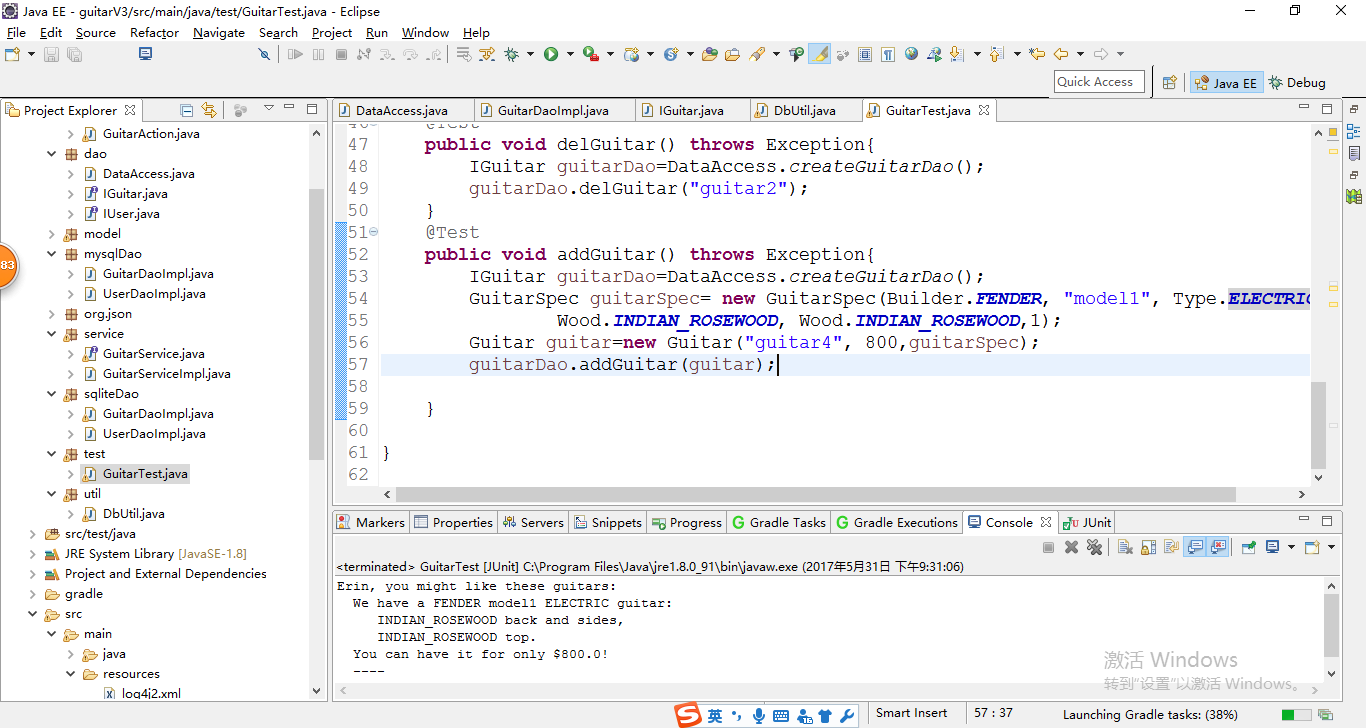 Java EE - guitarV3/src/main/java/test/GuitarTest.java - Eclipse
File Edit Source Refactor Navigate Search Project Run Window Help
Quick Access
Java EE
Debug
Project Explorer
GuitarAction.java
dao
DataAccess.java
IGuitar.java
IUser.java
model
mysqlDao
GuitarDaoImpl.java
UserDaoImpl.java
org.json
service
GuitarService.java
GuitarServiceImpl.java
sqliteDao
GuitarDaoImpl.java
UserDaoImpl.java
test
GuitarTest.java
util
DbUtil.java
src/test/java
JRE System Library [JavaSE-1.8]
Project and External Dependencies
gradle
src
main
java
resources
log4j2.xml
83
DataAccess.java GuitarDaoImpl.java IGuitar.java DbUtil.java GuitarTest.java
46 @Test
47 public void delGuitar() throws Exception{
48 IGuitar guitarDao=DataAccess.createGuitarDao();
49 guitarDao.delGuitar("guitar2");
50 }
51 @Test
52 public void addGuitar() throws Exception{
53 IGuitar guitarDao=DataAccess.createGuitarDao();
54 GuitarSpec guitarSpec= new GuitarSpec(Builder.FENDER, "model1", Type.ELECTRIC
55 Wood.INDIAN_ROSEWOOD, Wood.INDIAN_ROSEWOOD,1);
56 Guitar guitar=new Guitar("guitar4", 800,guitarSpec);
57 guitarDao.addGuitar(guitar);
58
59 }
60
61 }
62
Markers Properties Servers Snippets Progress Gradle Tasks Gradle Executions Console JUnit
<terminated> GuitarTest [JUnit] C:\Program Files\Java\jre1.8.0_91\bin\javaw.exe (2017年5月31日 下午9:31:06)
Erin, you might like these guitars:
We have a FENDER model1 ELECTRIC guitar:
INDIAN_ROSEWOOD back and sides,
INDIAN_ROSEWOOD top.
You can have it for only $800.0!
----
激活 Windows
转到"设置"以激活 Windows。
英
Smart Insert
57 : 37
Launching Gradle tasks: (38%)